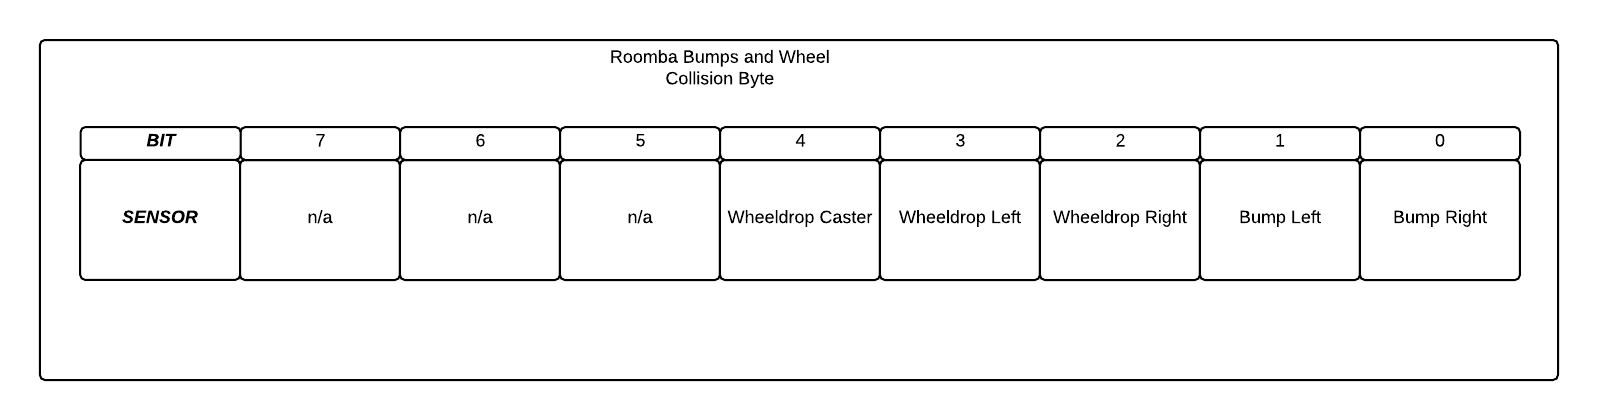 Roomba Bumps and Wheel
Collision Byte
BIT 7 6 5 4 3 2 1 0
SENSOR n/a n/a n/a Wheeldrop Caster Wheeldrop Left Wheeldrop Right Bump Left Bump Right